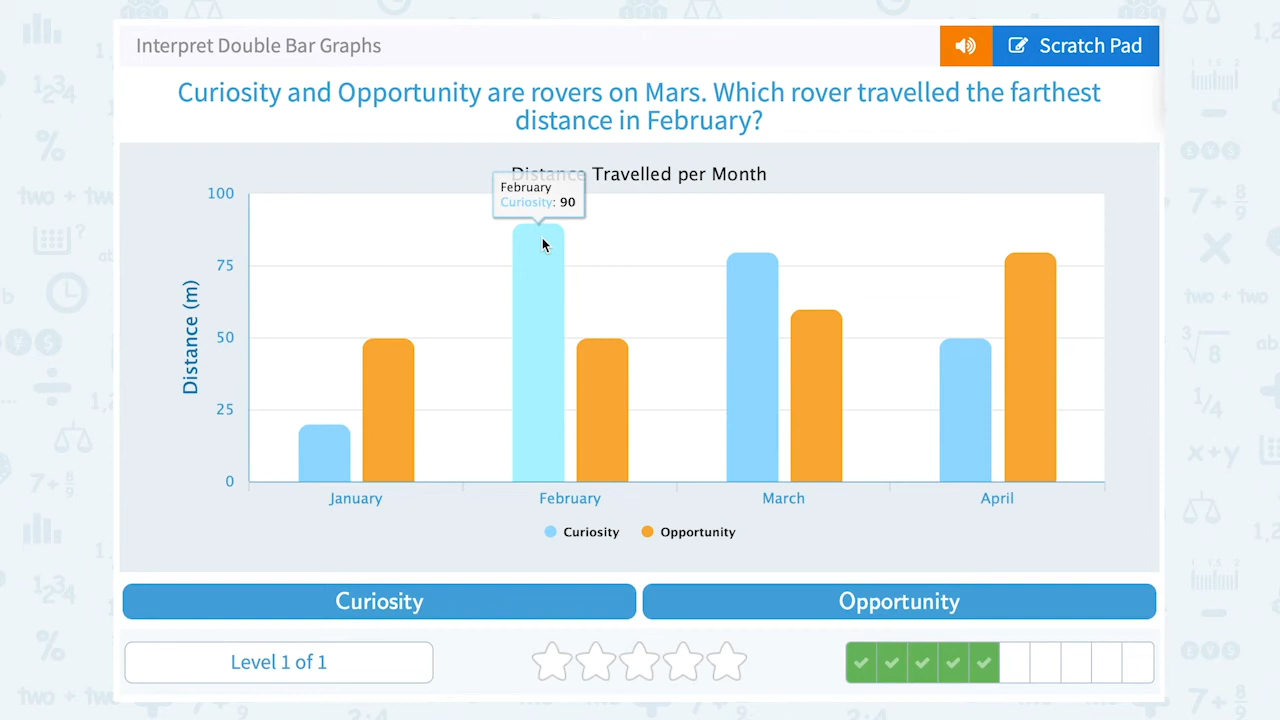 Interpret Double Bar Graphs
Scratch Pad
Curiosity and Opportunity are rovers on Mars. Which rover travelled the farthest
distance in February?
Distance Travelled per Month
February
Curiosity: 90
100
75
50
25
0
Distance (m)
January
February
March
April
Curiosity
Opportunity
Curiosity
Opportunity
Level 1 of 1